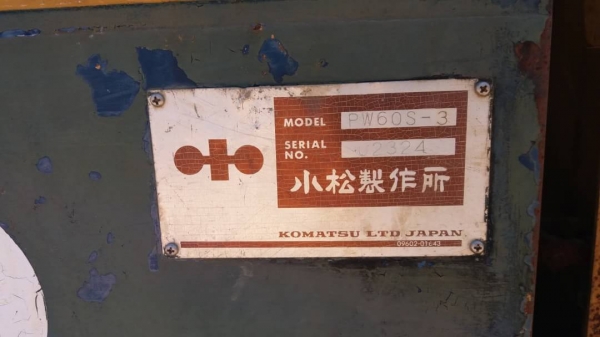 MODEL PW60S-3
SERIAL NO. 2324
小松製作所
KOMATSU LTD JAPAN
09602-01643